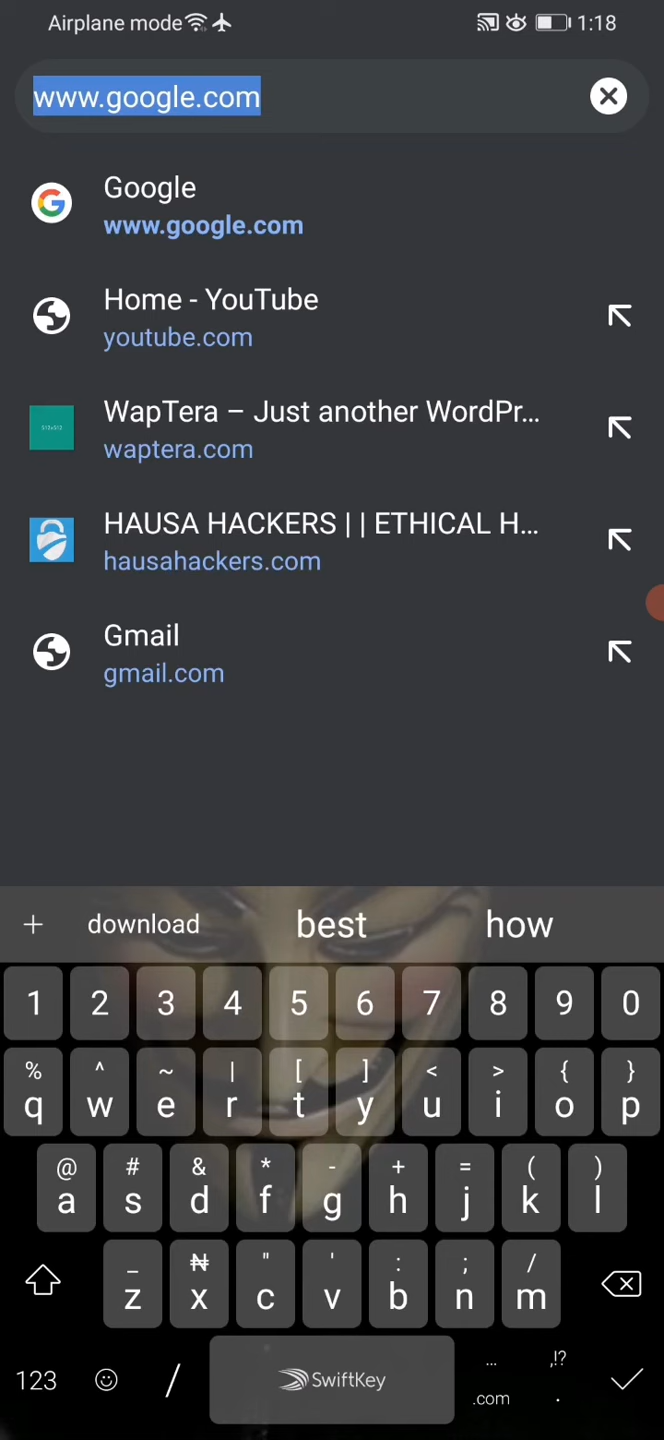 Airplane mode 1:18
www.google.com
Google
www.google.com
Home - YouTube
youtube.com
WapTera – Just another WordPr...
waptera.com
HAUSA HACKERS | | ETHICAL H...
hausahackers.com
Gmail
gmail.com
+ download best how
1 2 3 4 5 6 7 8 9 0
% ^ ~ | [ ] < > { }
q w e r t y u i o p
@ # & * - + = ( )
a s d f g h j k l
_ ₦ " ' : ; /
z x c v b n m
... ,!?
123 / SwiftKey .com .